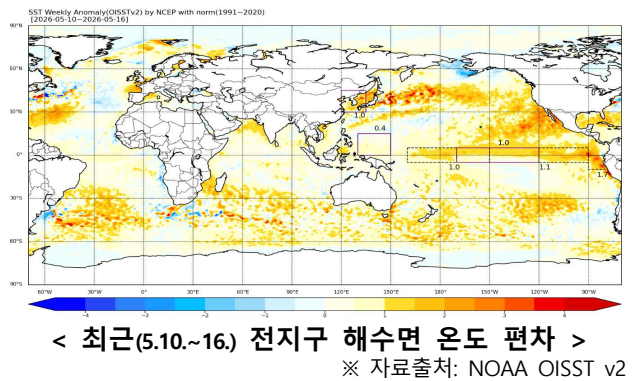 SST Weekly Anomaly(OISSTv2) by NCEP with norm(1991−2020)
[2026-05-10~2026-05-16]
90°N
60°N
30°N
0°
30°S
60°S
90°S
1.0
0.4
1.0
1.0
1.1
1.7
60°W 30°W 0° 30°E 60°E 90°E 120°E 150°E 180° 150°W 120°W 90°W
−4 −3 −2 −1 0 1 2 3 4
< 최근(5.10.~16.) 전지구 해수면 온도 편차 >
※ 자료출처: NOAA OISST v2